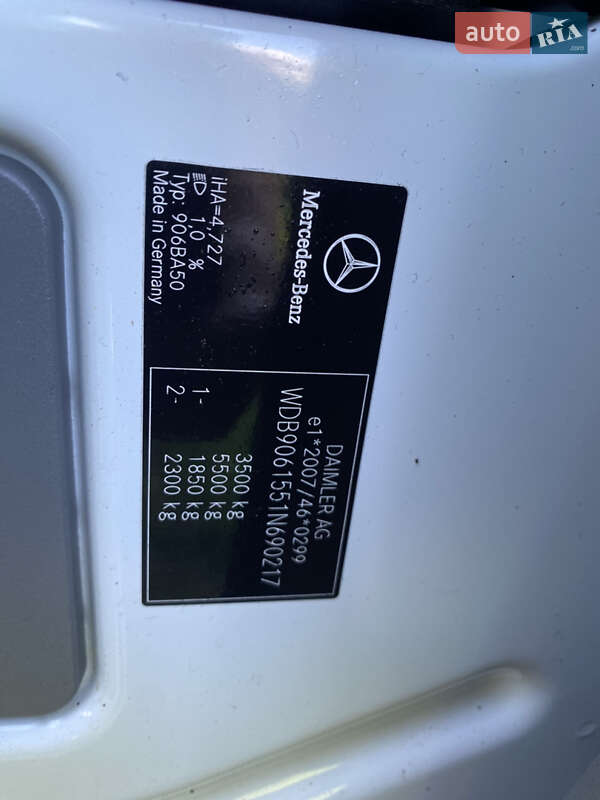 auto
RIA
.com
Mercedes-Benz
iHA=4,727
1,0 %
Typ: 906BA50
Made in Germany
DAIMLER AG
e1*2007/46*0299
WDB9061551N690217
3500 kg
5500 kg
1- 1850 kg
2- 2300 kg